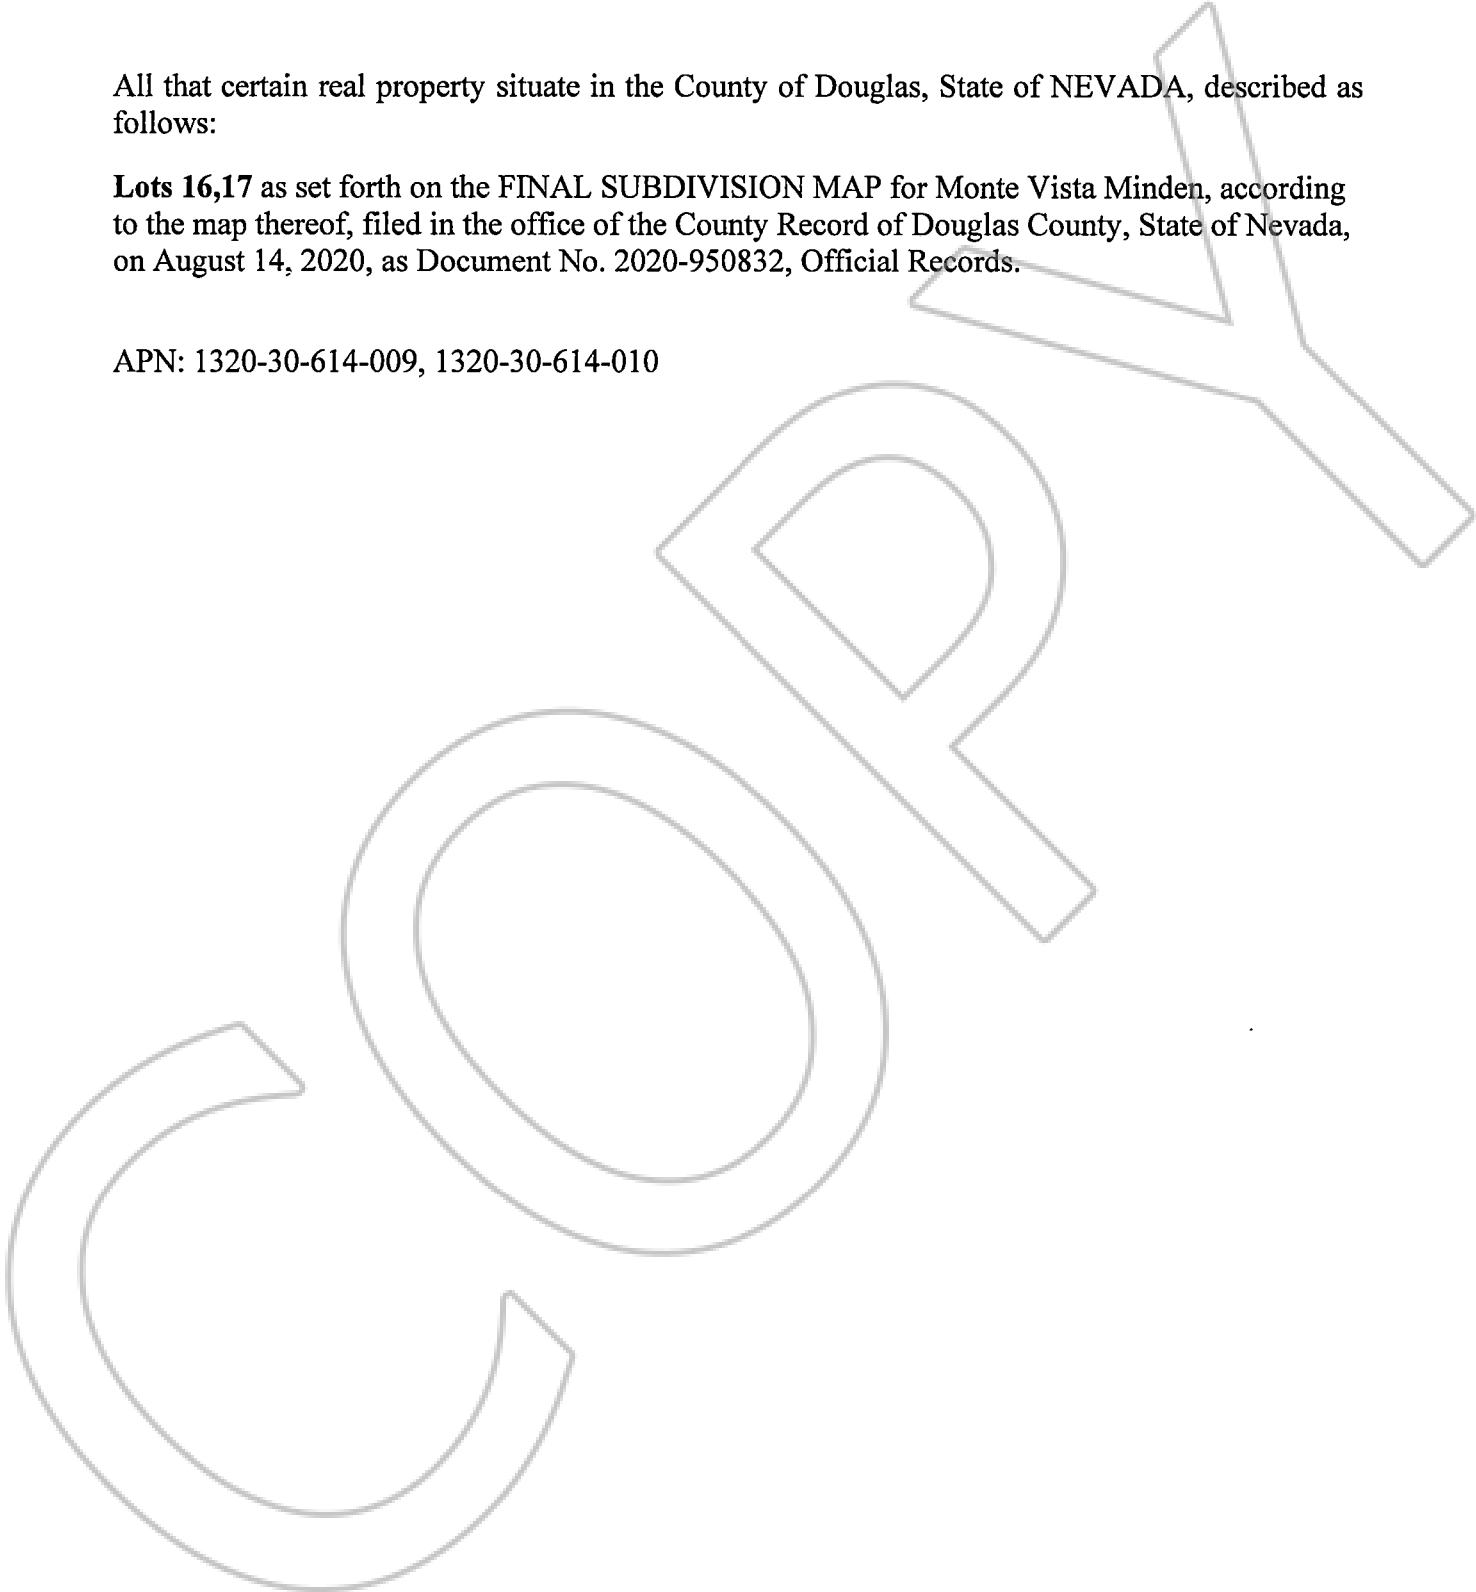 All that certain real property situate in the County of Douglas, State of NEVADA, described as
follows:
Lots 16,17 as set forth on the FINAL SUBDIVISION MAP for Monte Vista Minden, according
to the map thereof, filed in the office of the County Record of Douglas County, State of Nevada,
on August 14, 2020, as Document No. 2020-950832, Official Records.
APN: 1320-30-614-009, 1320-30-614-010
COPY